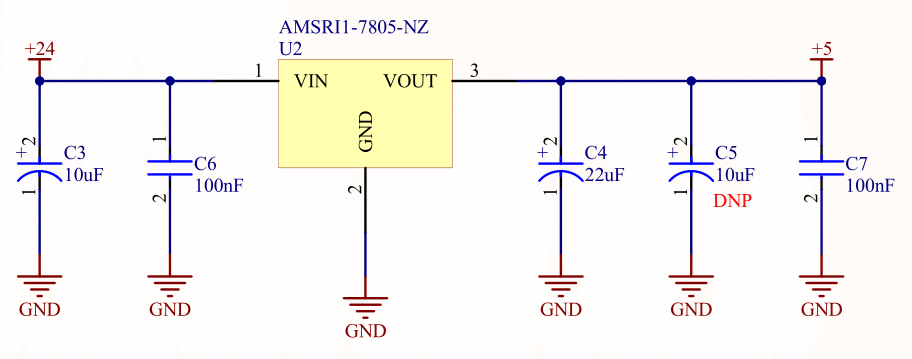 AMSRI1-7805-NZ
U2
+24
+5
1
VIN
VOUT
3
GND
2
+
2
C3
10uF
1
1
C6
100nF
2
+
2
C4
22uF
1
+
2
C5
10uF
1
DNP
1
C7
100nF
2
GND
GND
GND
GND
GND
GND